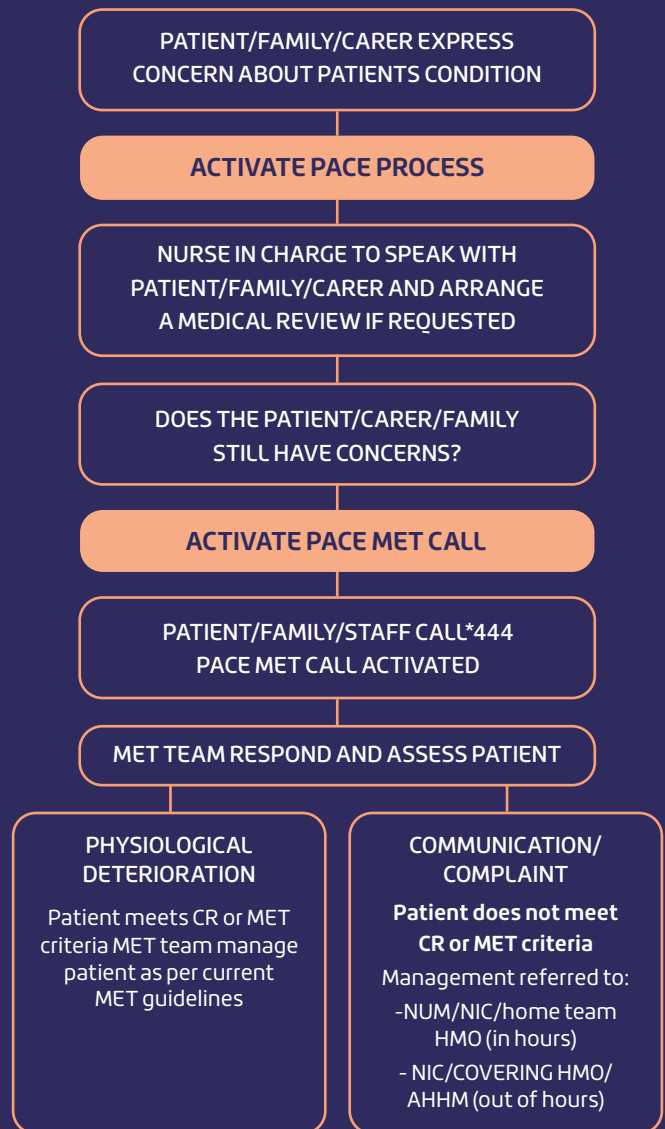 PATIENT/FAMILY/CARER EXPRESS
CONCERN ABOUT PATIENTS CONDITION
ACTIVATE PACE PROCESS
NURSE IN CHARGE TO SPEAK WITH
PATIENT/FAMILY/CARER AND ARRANGE
A MEDICAL REVIEW IF REQUESTED
DOES THE PATIENT/CARER/FAMILY
STILL HAVE CONCERNS?
ACTIVATE PACE MET CALL
PATIENT/FAMILY/STAFF CALL*444
PACE MET CALL ACTIVATED
MET TEAM RESPOND AND ASSESS PATIENT
PHYSIOLOGICAL
DETERIORATION
Patient meets CR or MET
criteria MET team manage
patient as per current
MET guidelines
COMMUNICATION/
COMPLAINT
Patient does not meet
CR or MET criteria
Management referred to:
-NUM/NIC/home team
HMO (in hours)
- NIC/COVERING HMO/
AHHM (out of hours)